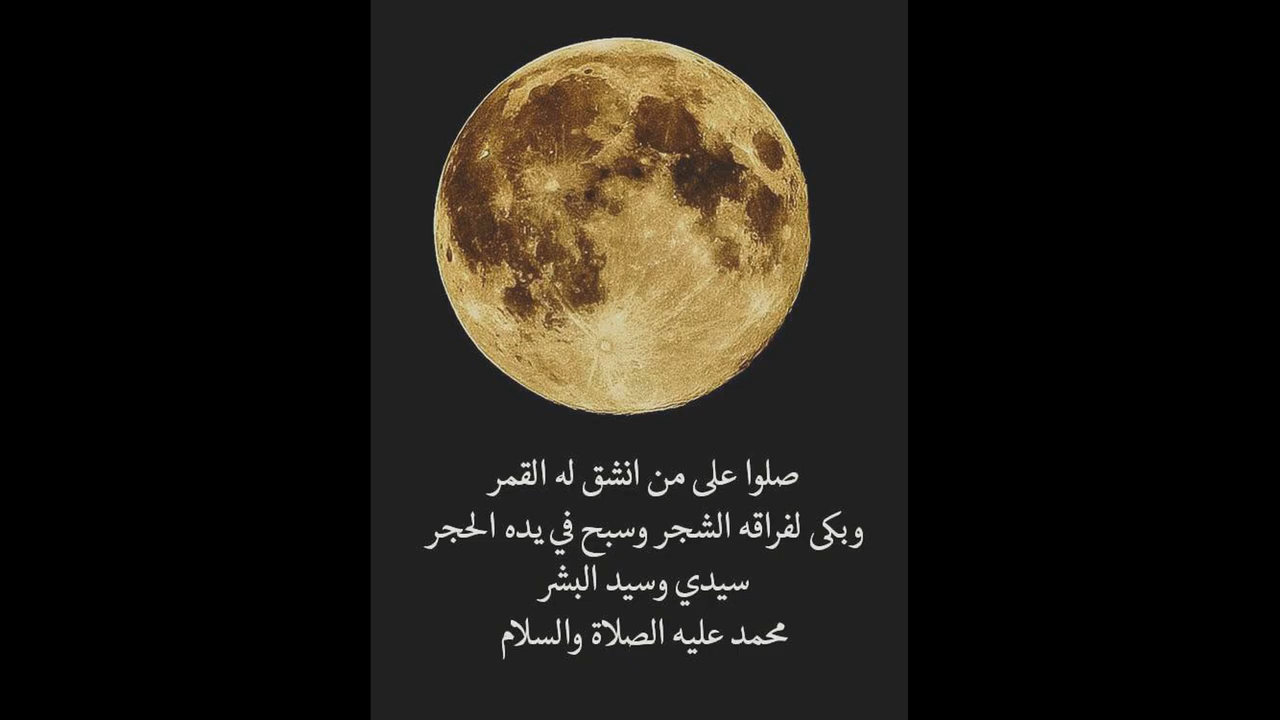 صلوا على من انشق له القمر
وبكى لفراقه الشجر وسبح في يده الحجر
سيدي وسيد البشر
محمد عليه الصلاة والسلام